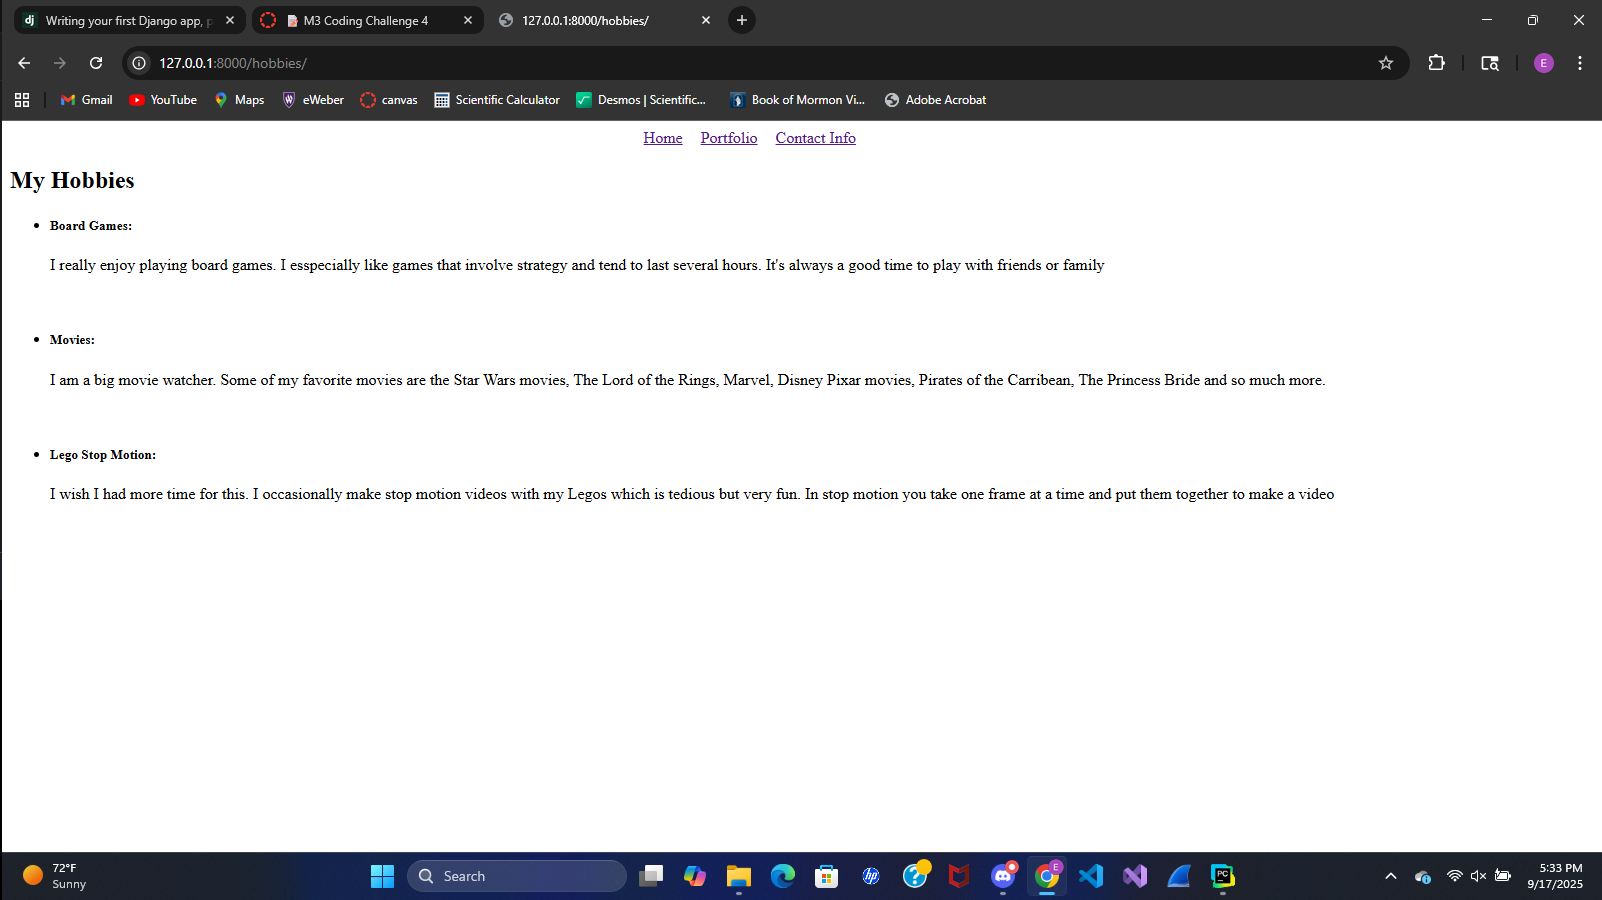 Writing your first Django app, p
M3 Coding Challenge 4
127.0.0.1:8000/hobbies/
127.0.0.1:8000/hobbies/
E
Gmail
YouTube
Maps
eWeber
canvas
Scientific Calculator
Desmos | Scientific...
Book of Mormon Vi...
Adobe Acrobat
Home Portfolio Contact Info
My Hobbies
Board Games:
I really enjoy playing board games. I esspecially like games that involve strategy and tend to last several hours. It's always a good time to play with friends or family
Movies:
I am a big movie watcher. Some of my favorite movies are the Star Wars movies, The Lord of the Rings, Marvel, Disney Pixar movies, Pirates of the Carribean, The Princess Bride and so much more.
Lego Stop Motion:
I wish I had more time for this. I occasionally make stop motion videos with my Legos which is tedious but very fun. In stop motion you take one frame at a time and put them together to make a video
72°F
Sunny
Search
5:33 PM
9/17/2025